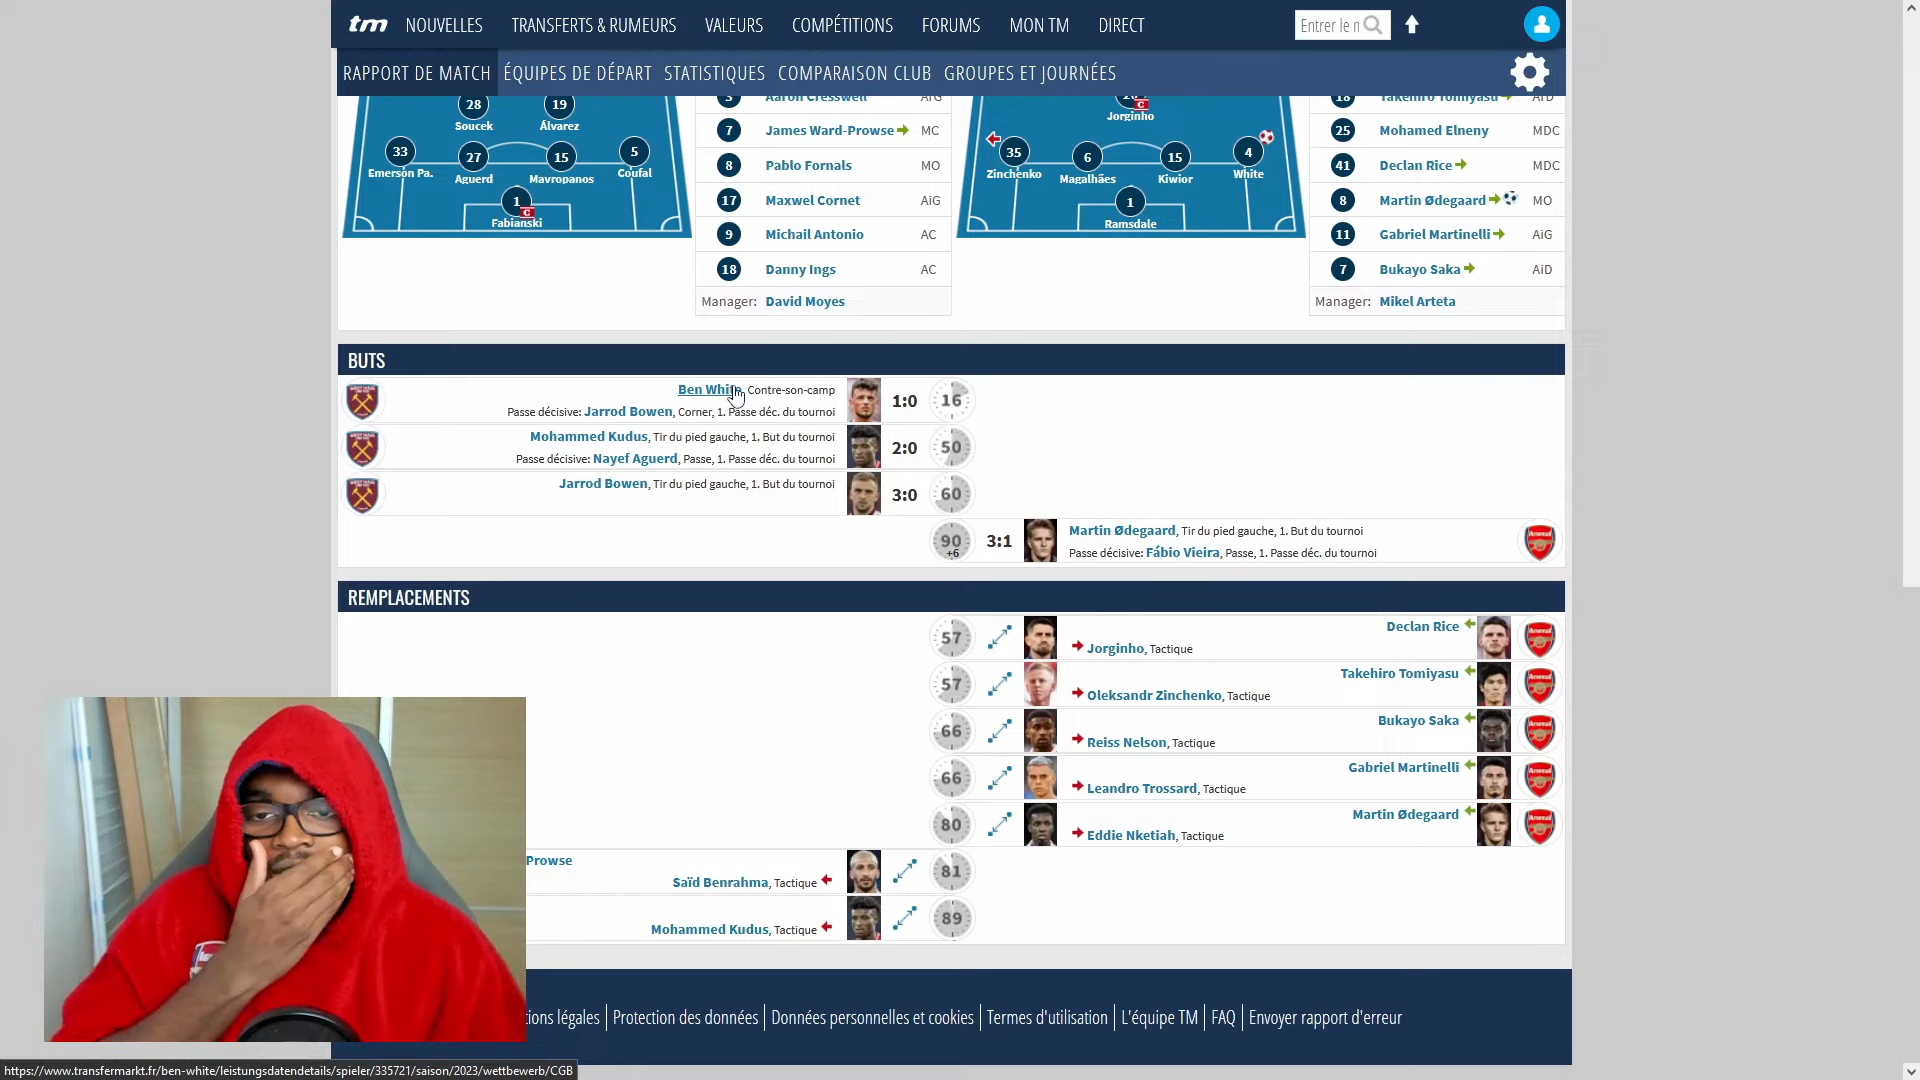 tm NOUVELLES TRANSFERTS & RUMEURS VALEURS COMPÉTITIONS FORUMS MON TM DIRECT Entrer le n
RAPPORT DE MATCH ÉQUIPES DE DÉPART STATISTIQUES COMPARAISON CLUB GROUPES ET JOURNÉES
28 Soucek
19 Álvarez
33 Emerson Pa.
27 Aguerd
15 Mavropanos
5 Coufal
1 C Fabianski
3 Aaron Cresswell ArG
7 James Ward-Prowse MC
8 Pablo Fornals MO
17 Maxwel Cornet AiG
9 Michail Antonio AC
18 Danny Ings AC
Manager: David Moyes
C Jorginho
35 Zinchenko
6 Magalhães
15 Kiwior
4 White
1 Ramsdale
18 Takehiro Tomiyasu ArD
25 Mohamed Elneny MDC
41 Declan Rice MDC
8 Martin Ødegaard MO
11 Gabriel Martinelli AiG
7 Bukayo Saka AiD
Manager: Mikel Arteta
BUTS
Ben White, Contre-son-camp
Passe décisive: Jarrod Bowen, Corner, 1. Passe déc. du tournoi
1:0 16
Mohammed Kudus, Tir du pied gauche, 1. But du tournoi
Passe décisive: Nayef Aguerd, Passe, 1. Passe déc. du tournoi
2:0 50
Jarrod Bowen, Tir du pied gauche, 1. But du tournoi
3:0 60
90 +6 3:1
Martin Ødegaard, Tir du pied gauche, 1. But du tournoi
Passe décisive: Fábio Vieira, Passe, 1. Passe déc. du tournoi
REMPLACEMENTS
57 Declan Rice
Jorginho, Tactique
57 Takehiro Tomiyasu
Oleksandr Zinchenko, Tactique
66 Bukayo Saka
Reiss Nelson, Tactique
66 Gabriel Martinelli
Leandro Trossard, Tactique
80 Martin Ødegaard
Eddie Nketiah, Tactique
Prowse
Saïd Benrahma, Tactique 81
Mohammed Kudus, Tactique 89
tions légales | Protection des données | Données personnelles et cookies | Termes d'utilisation | L'équipe TM | FAQ | Envoyer rapport d'erreur
https://www.transfermarkt.fr/ben-white/leistungsdatendetails/spieler/335721/saison/2023/wettbewerb/CGB